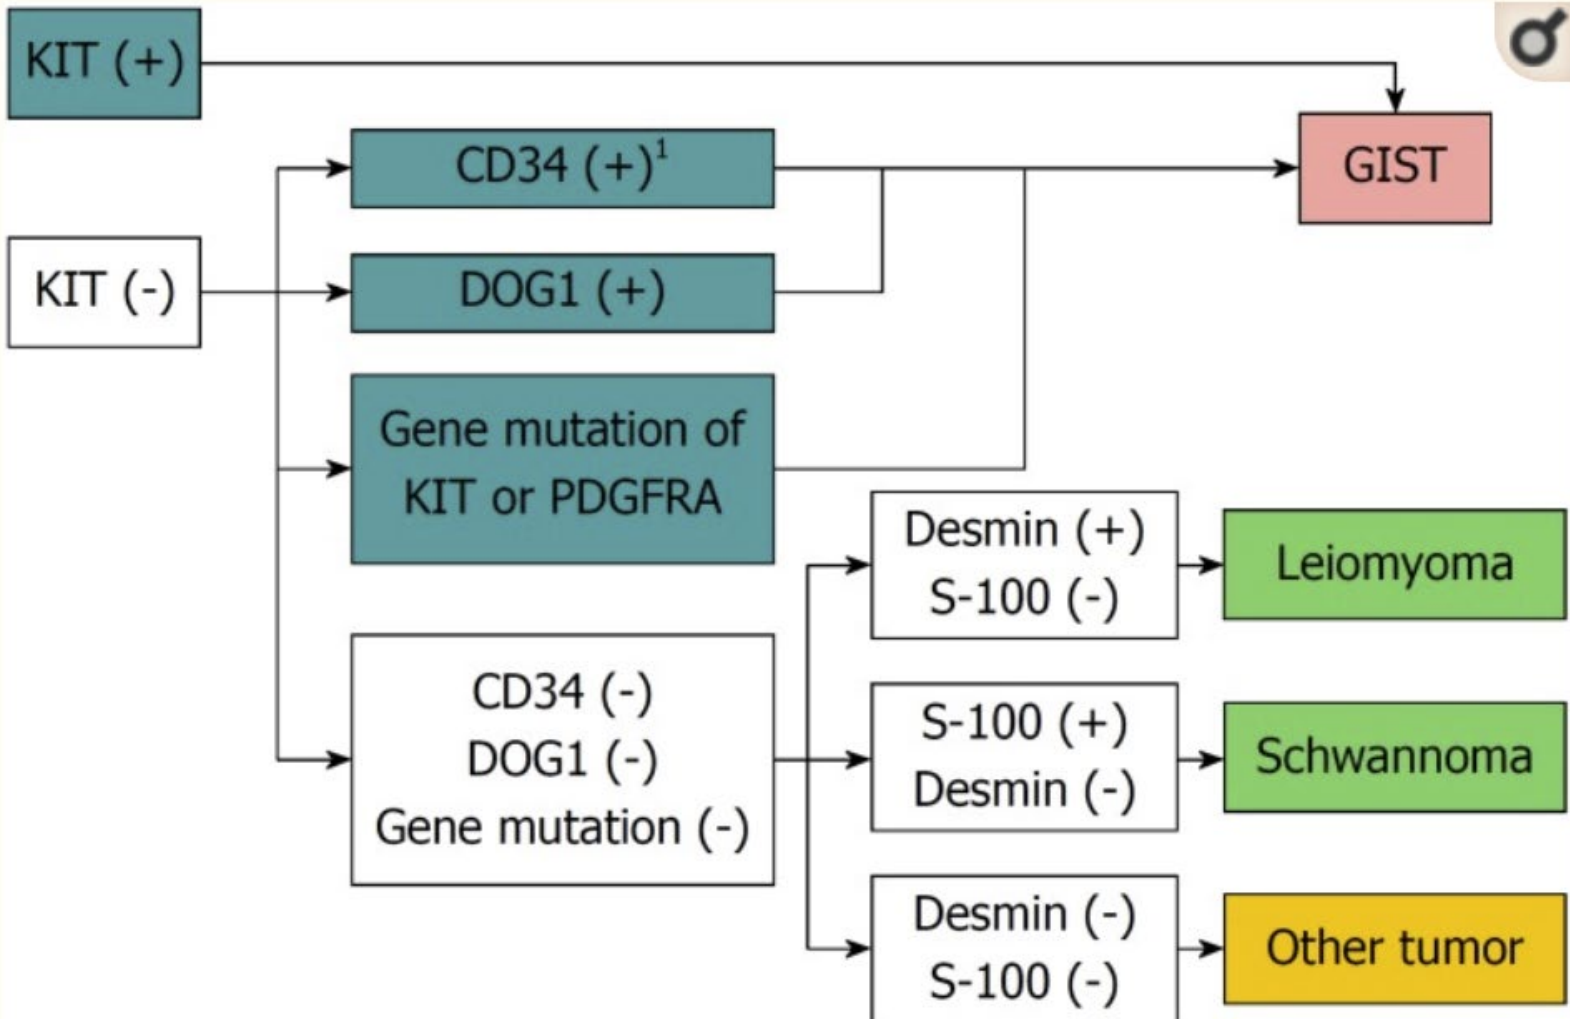 KIT (+)
CD34 (+)¹
GIST
KIT (-)
DOG1 (+)
Gene mutation of
KIT or PDGFRA
Desmin (+)
S-100 (-)
Leiomyoma
CD34 (-)
DOG1 (-)
Gene mutation (-)
S-100 (+)
Desmin (-)
Schwannoma
Desmin (-)
S-100 (-)
Other tumor